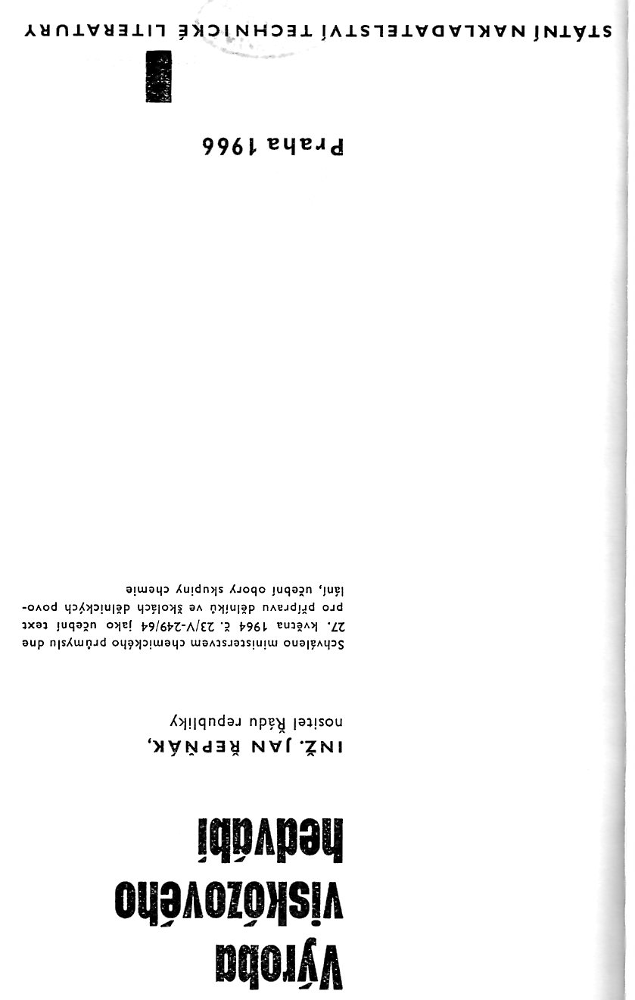 Výroba
viskózového
hedvábí
INŽ. JAN ŘEPŇÁK,
nositel Řádu republiky
Schváleno ministerstvem chemického průmyslu dne
27. května 1964 č. 23/V-249/64 jako učební text
pro přípravu dělníků ve školách dělnických povo-
lání, učební obory skupiny chemie
Praha 1966
STÁTNÍ NAKLADATELSTVÍ TECHNICKÉ LITERATURY